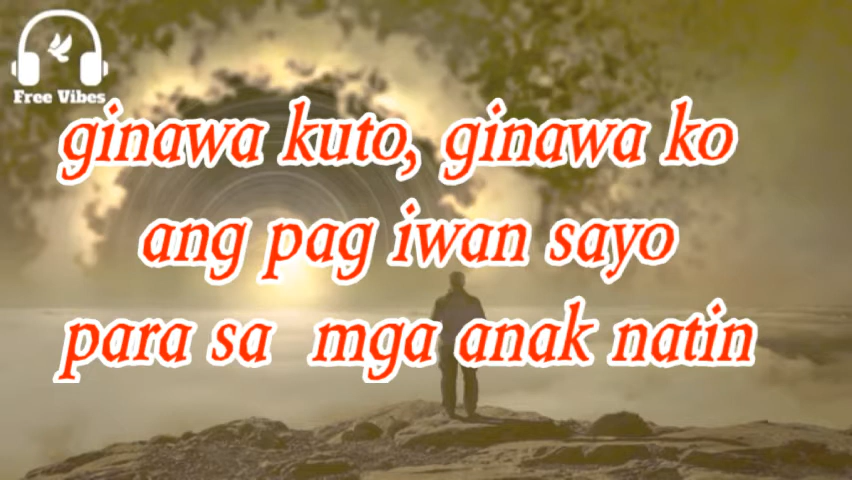 Free Vibes
ginawa kuto, ginawa ko
ang pag iwan sayo
para sa mga anak natin